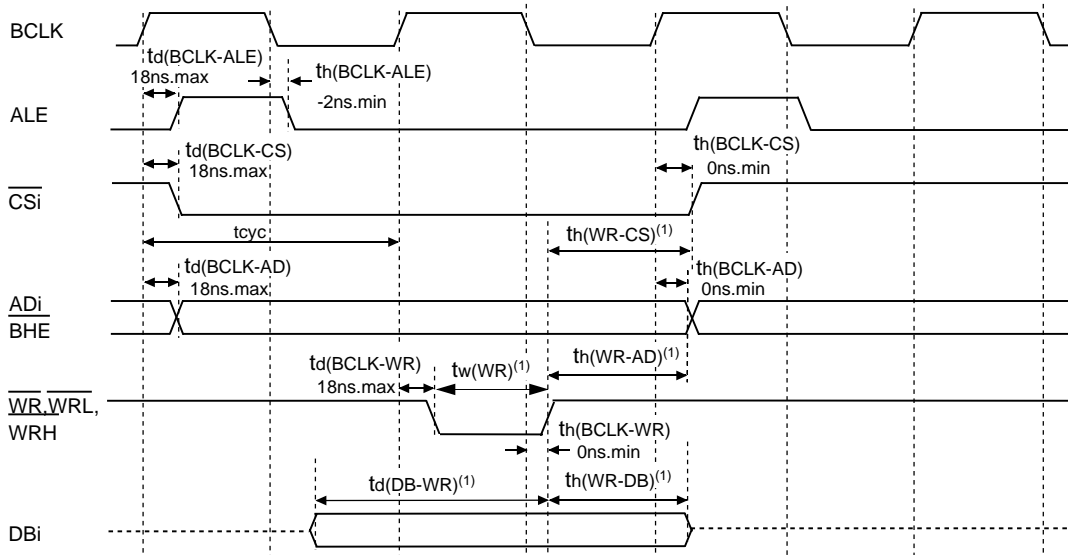 BCLK
td(BCLK-ALE)
18ns.max
th(BCLK-ALE)
-2ns.min
ALE
td(BCLK-CS)
18ns.max
th(BCLK-CS)
0ns.min
CSi
tcyc
th(WR-CS)(1)
td(BCLK-AD)
18ns.max
th(BCLK-AD)
0ns.min
ADi
BHE
td(BCLK-WR)
18ns.max
tw(WR)(1)
th(WR-AD)(1)
WR,WRL,
WRH
th(BCLK-WR)
0ns.min
td(DB-WR)(1)
th(WR-DB)(1)
DBi